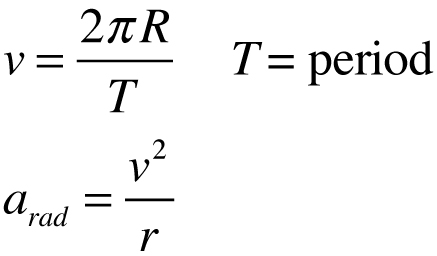 v = 2πR / T    T = period
a_rad = v² / r